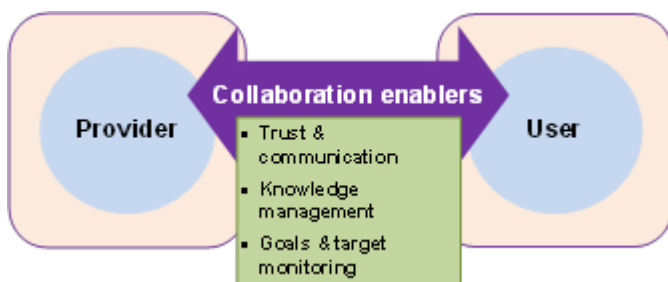 Collaboration enablers
Provider
User
▪ Trust &
communication
▪ Knowledge
management
▪ Goals & target
monitoring